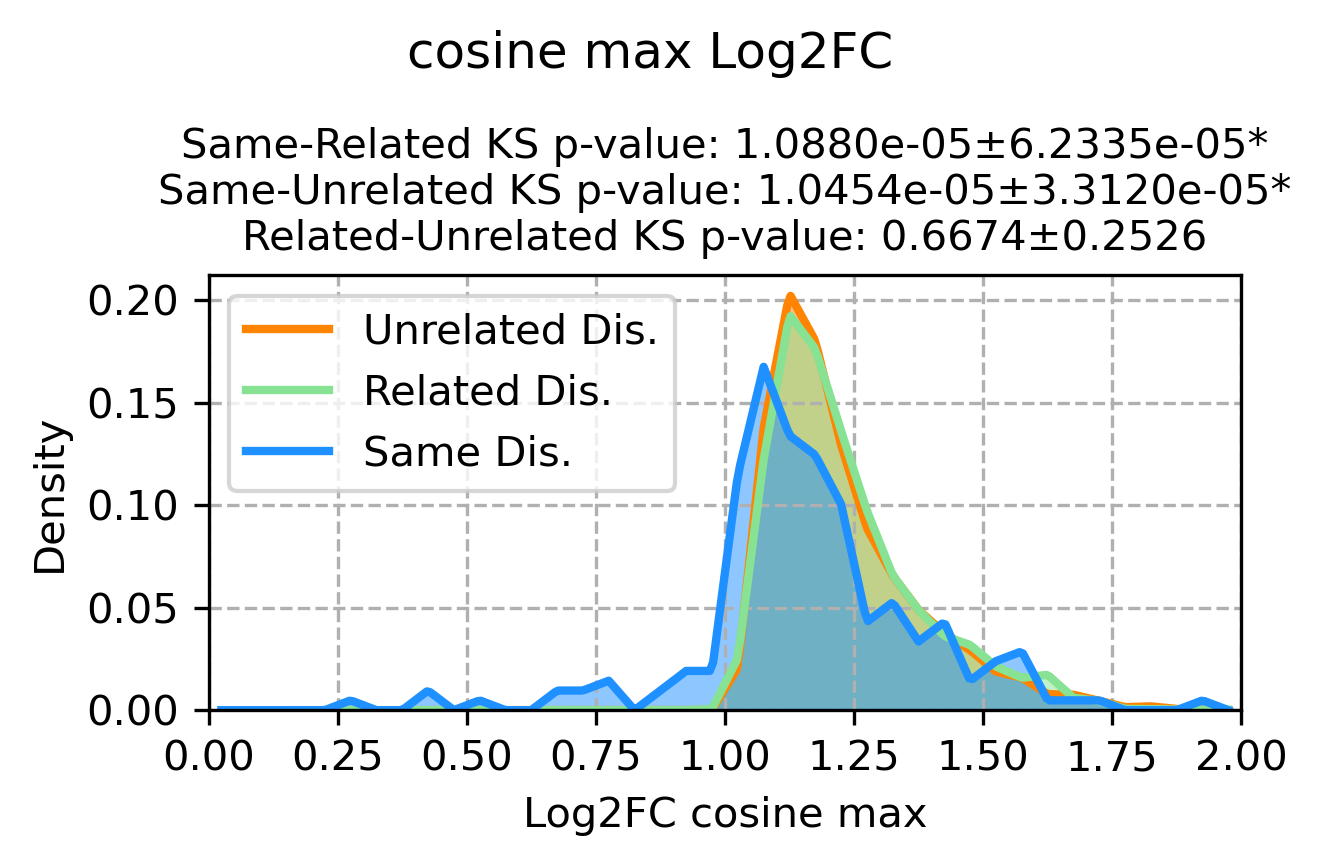 cosine max Log2FC
Same-Related KS p-value: 1.0880e-05±6.2335e-05*
Same-Unrelated KS p-value: 1.0454e-05±3.3120e-05*
Related-Unrelated KS p-value: 0.6674±0.2526
0.20
0.15
0.10
0.05
0.00
Density
Unrelated Dis.
Related Dis.
Same Dis.
0.00 0.25 0.50 0.75 1.00 1.25 1.50 1.75 2.00
Log2FC cosine max